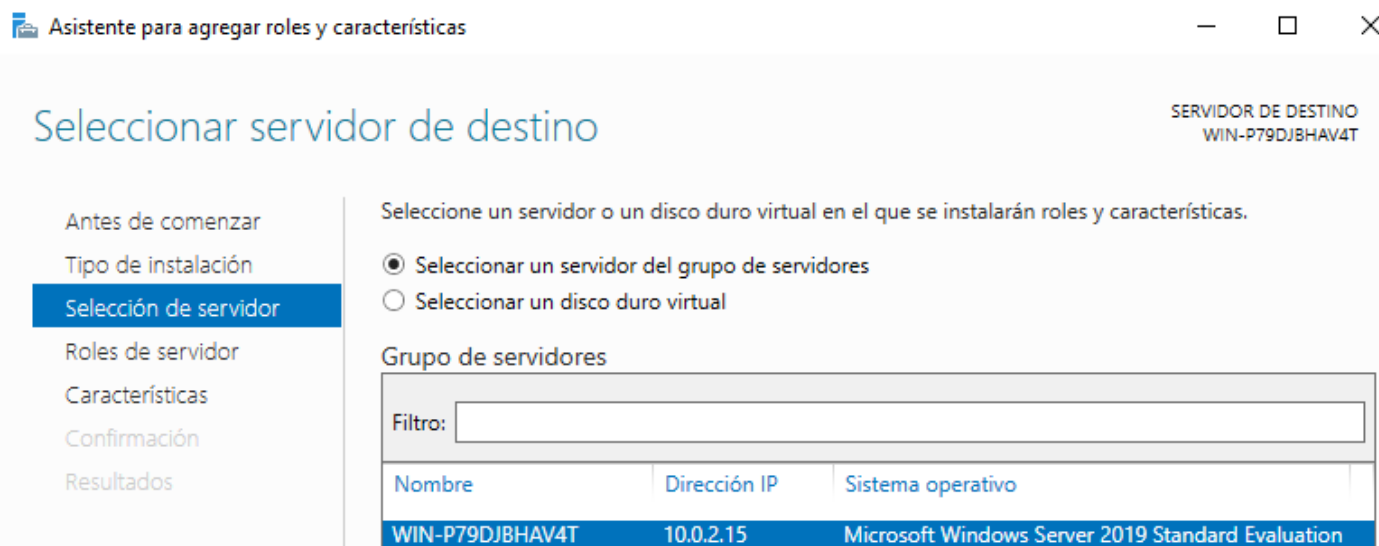 Asistente para agregar roles y características
Seleccionar servidor de destino
SERVIDOR DE DESTINO
WIN-P79DJBHAV4T
Antes de comenzar
Tipo de instalación
Selección de servidor
Roles de servidor
Características
Confirmación
Resultados
Seleccione un servidor o un disco duro virtual en el que se instalarán roles y características.
Seleccionar un servidor del grupo de servidores
Seleccionar un disco duro virtual
Grupo de servidores
Filtro:
Nombre Dirección IP Sistema operativo
WIN-P79DJBHAV4T 10.0.2.15 Microsoft Windows Server 2019 Standard Evaluation